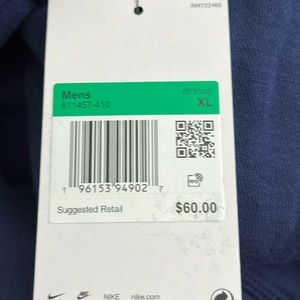 Mens
611457-410
XL
1 96153 94902 7
Suggested Retail
$60.00
NIKE nike.com